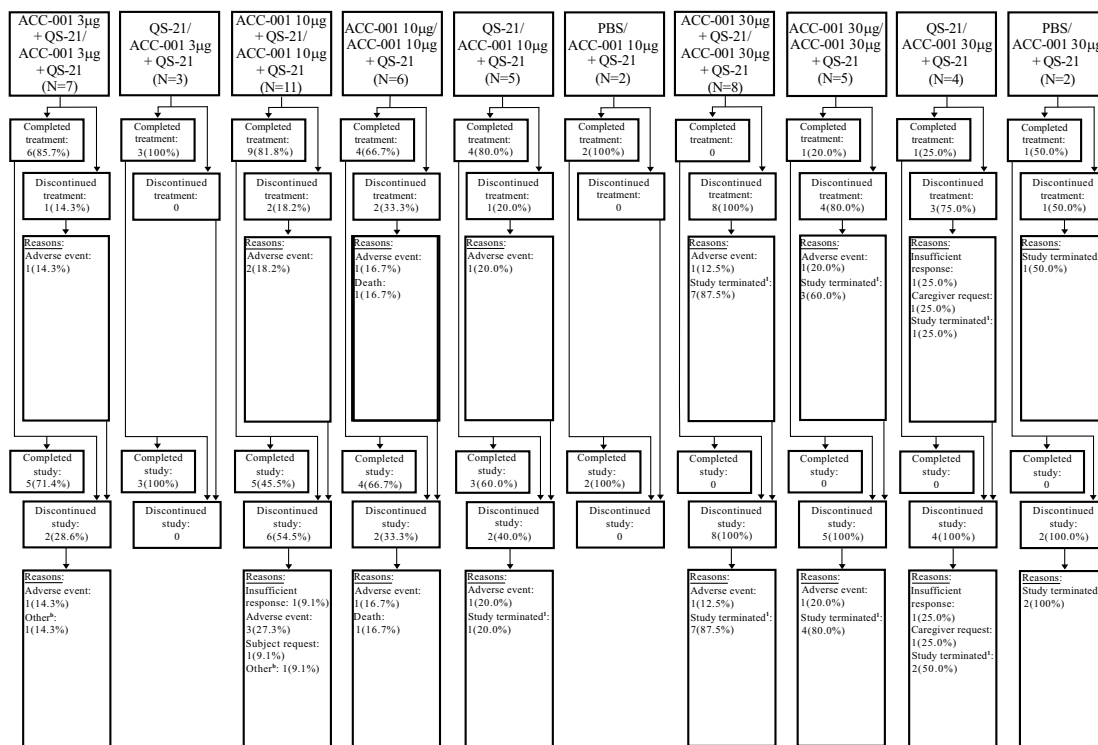 ACC-001 3µg
+ QS-21/
ACC-001 3µg
+ QS-21
(N=7)
Completed
treatment:
6(85.7%)
Discontinued
treatment:
1(14.3%)
Reasons:
Adverse event:
1(14.3%)
Completed
study:
5(71.4%)
Discontinued
study:
2(28.6%)
Reasons:
Adverse event:
1(14.3%)
Otherʰ:
1(14.3%)
QS-21/
ACC-001 3µg
+ QS-21
(N=3)
Completed
treatment:
3(100%)
Discontinued
treatment:
0
Completed
study:
3(100%)
Discontinued
study:
0
ACC-001 10µg
+ QS-21/
ACC-001 10µg
+ QS-21
(N=11)
Completed
treatment:
9(81.8%)
Discontinued
treatment:
2(18.2%)
Reasons:
Adverse event:
2(18.2%)
Completed
study:
5(45.5%)
Discontinued
study:
6(54.5%)
Reasons:
Insufficient
response: 1(9.1%)
Adverse event:
3(27.3%)
Subject request:
1(9.1%)
Otherʰ: 1(9.1%)
ACC-001 10µg/
ACC-001 10µg
+ QS-21
(N=6)
Completed
treatment:
4(66.7%)
Discontinued
treatment:
2(33.3%)
Reasons:
Adverse event:
1(16.7%)
Death:
1(16.7%)
Completed
study:
4(66.7%)
Discontinued
study:
2(33.3%)
Reasons:
Adverse event:
1(16.7%)
Death:
1(16.7%)
QS-21/
ACC-001 10µg
+ QS-21
(N=5)
Completed
treatment:
4(80.0%)
Discontinued
treatment:
1(20.0%)
Reasons:
Adverse event:
1(20.0%)
Completed
study:
3(60.0%)
Discontinued
study:
2(40.0%)
Reasons:
Adverse event:
1(20.0%)
Study terminated¹:
1(20.0%)
PBS/
ACC-001 10µg
+ QS-21
(N=2)
Completed
treatment:
2(100%)
Discontinued
treatment:
0
Completed
study:
2(100%)
Discontinued
study:
0
ACC-001 30µg
+ QS-21/
ACC-001 30µg
+ QS-21
(N=8)
Completed
treatment:
0
Discontinued
treatment:
8(100%)
Reasons:
Adverse event:
1(12.5%)
Study terminated¹:
7(87.5%)
Completed
study:
0
Discontinued
study:
8(100%)
Reasons:
Adverse event:
1(12.5%)
Study terminated¹:
7(87.5%)
ACC-001 30µg/
ACC-001 30µg
+ QS-21
(N=5)
Completed
treatment:
1(20.0%)
Discontinued
treatment:
4(80.0%)
Reasons:
Adverse event:
1(20.0%)
Study terminated¹:
3(60.0%)
Completed
study:
0
Discontinued
study:
5(100%)
Reasons:
Adverse event:
1(20.0%)
Study terminated¹:
4(80.0%)
QS-21/
ACC-001 30µg
+ QS-21
(N=4)
Completed
treatment:
1(25.0%)
Discontinued
treatment:
3(75.0%)
Reasons:
Insufficient
response:
1(25.0%)
Caregiver request:
1(25.0%)
Study terminated¹:
1(25.0%)
Completed
study:
0
Discontinued
study:
4(100%)
Reasons:
Insufficient
response:
1(25.0%)
Caregiver request:
1(25.0%)
Study terminated¹:
2(50.0%)
PBS/
ACC-001 30µg
+ QS-21
(N=2)
Completed
treatment:
1(50.0%)
Discontinued
treatment:
1(50.0%)
Reasons:
Study terminated
1(50.0%)
Completed
study:
0
Discontinued
study:
2(100.0%)
Reasons:
Study terminated
2(100%)